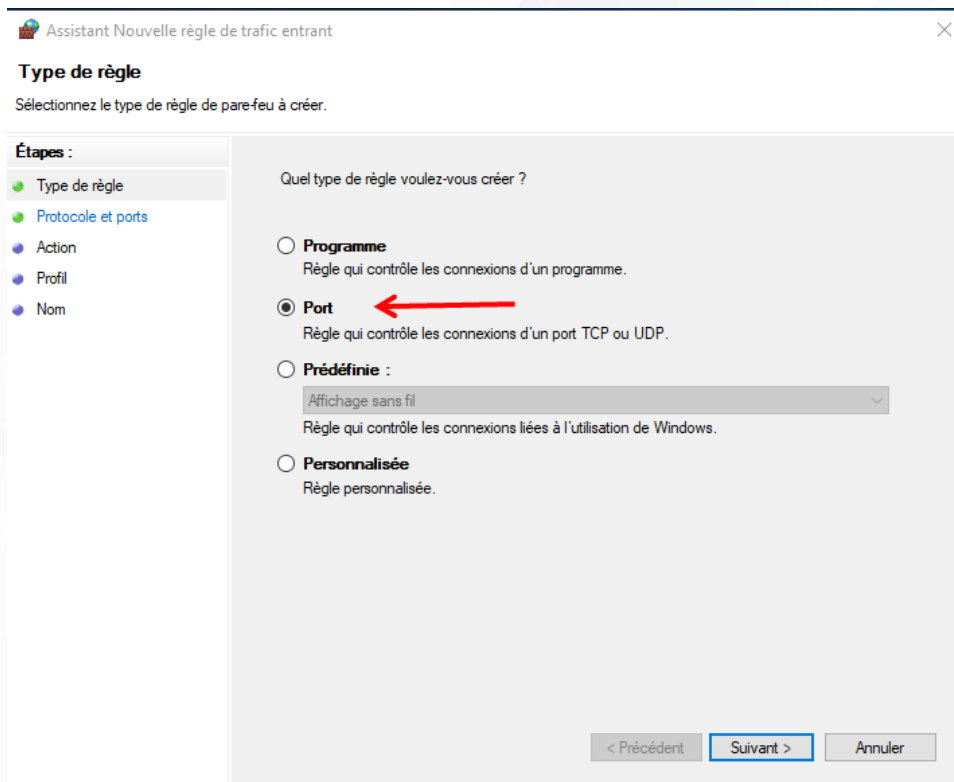 Assistant Nouvelle règle de trafic entrant
Type de règle
Sélectionnez le type de règle de pare-feu à créer.
Étapes :
Type de règle
Protocole et ports
Action
Profil
Nom
Quel type de règle voulez-vous créer ?
Programme
Règle qui contrôle les connexions d'un programme.
Port
Règle qui contrôle les connexions d'un port TCP ou UDP.
Prédéfinie :
Affichage sans fil
Règle qui contrôle les connexions liées à l'utilisation de Windows.
Personnalisée
Règle personnalisée.
< Précédent
Suivant >
Annuler